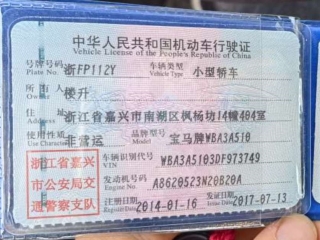 中华人民共和国机动车行驶证
Vehicle License of the People's Republic of China
号牌号码 浙FP112Y 车辆类型 小型轿车
Plate No. Vehicle Type
所有人 楼升
Owner
住址 浙江省嘉兴市南湖区枫杨坊14幢404室
Address
使用性质 非营运 品牌型号 宝马牌WBA3A510
Use Character Model
浙江省嘉兴
市公安局交
通警察支队
车辆识别代号 WBA3A5103DF973749
VIN
发动机号码 A8620523N20B20A
Engine No.
注册日期 2014-01-16 发证日期 2017-07-13
Register Date Issue Date